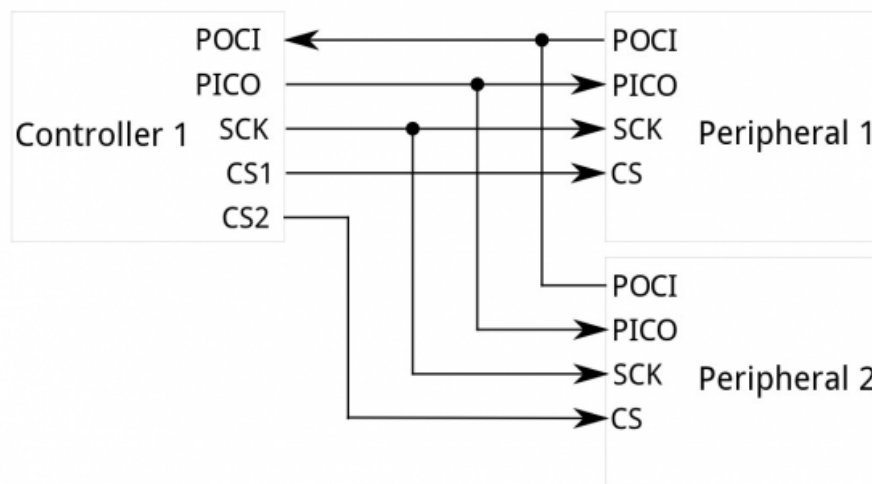 POCI
PICO
Controller 1
SCK
CS1
CS2
POCI
PICO
SCK
Peripheral 1
CS
POCI
PICO
SCK
Peripheral 2
CS